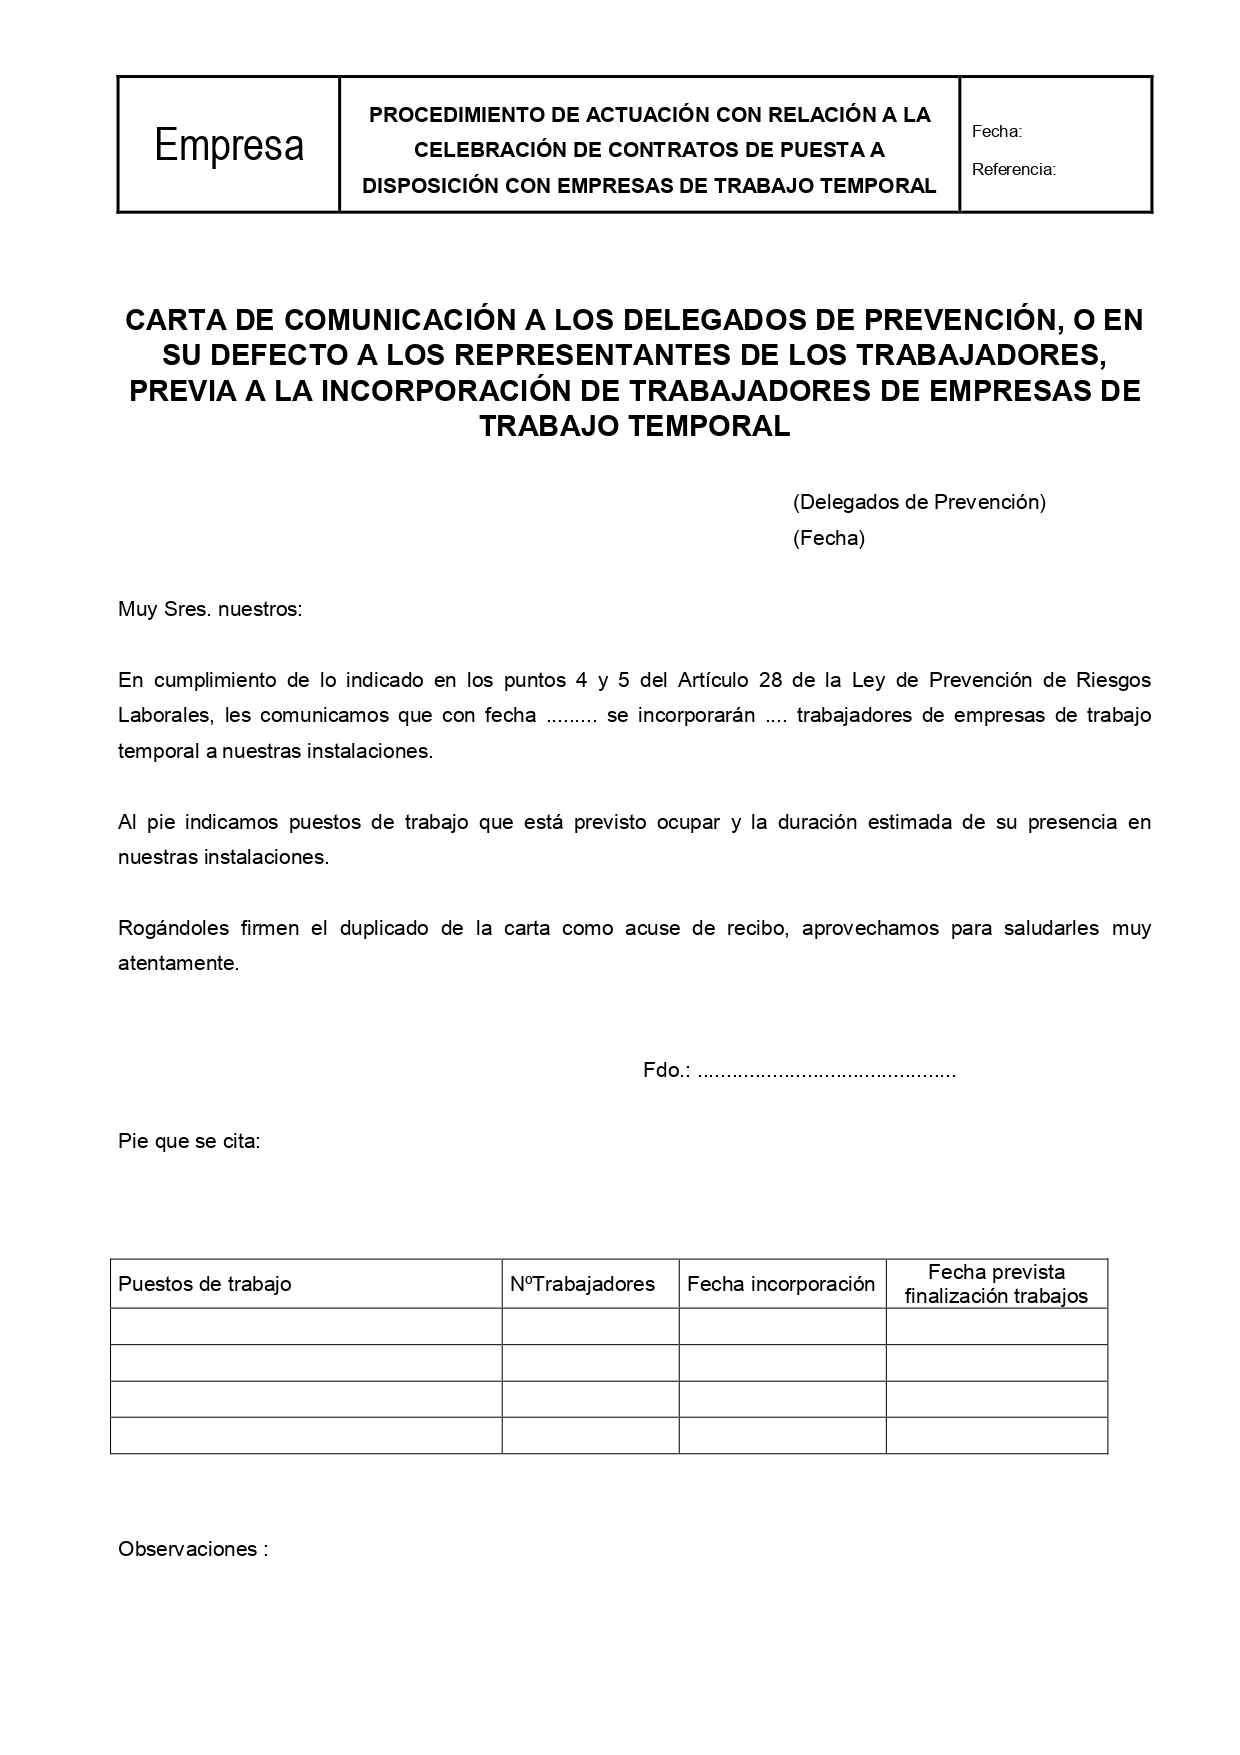 Empresa
PROCEDIMIENTO DE ACTUACIÓN CON RELACIÓN A LA
CELEBRACIÓN DE CONTRATOS DE PUESTA A
DISPOSICIÓN CON EMPRESAS DE TRABAJO TEMPORAL
Fecha:
Referencia:
CARTA DE COMUNICACIÓN A LOS DELEGADOS DE PREVENCIÓN, O EN
SU DEFECTO A LOS REPRESENTANTES DE LOS TRABAJADORES,
PREVIA A LA INCORPORACIÓN DE TRABAJADORES DE EMPRESAS DE
TRABAJO TEMPORAL
(Delegados de Prevención)
(Fecha)
Muy Sres. nuestros:
En cumplimiento de lo indicado en los puntos 4 y 5 del Artículo 28 de la Ley de Prevención de Riesgos
Laborales, les comunicamos que con fecha ......... se incorporarán .... trabajadores de empresas de trabajo
temporal a nuestras instalaciones.
Al pie indicamos puestos de trabajo que está previsto ocupar y la duración estimada de su presencia en
nuestras instalaciones.
Rogándoles firmen el duplicado de la carta como acuse de recibo, aprovechamos para saludarles muy
atentamente.
Fdo.: .............................................
Pie que se cita:
Puestos de trabajo
NºTrabajadores
Fecha incorporación
Fecha prevista
finalización trabajos
Observaciones :